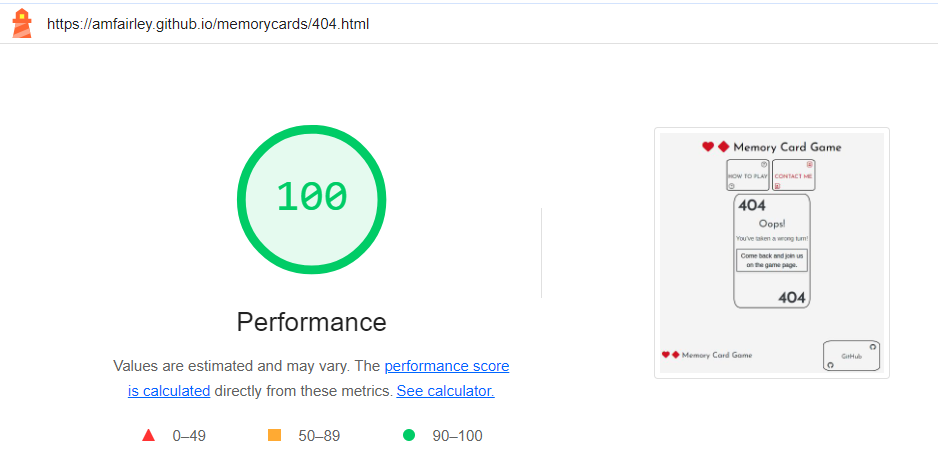 https://amfairley.github.io/memorycards/404.html
100
Performance
Values are estimated and may vary. The performance score
is calculated directly from these metrics. See calculator.
0–49
50–89
90–100
Memory Card Game
HOW TO PLAY
CONTACT ME
404
Oops!
You've taken a wrong turn!
Come back and join us
on the game page.
404
Memory Card Game
GitHub